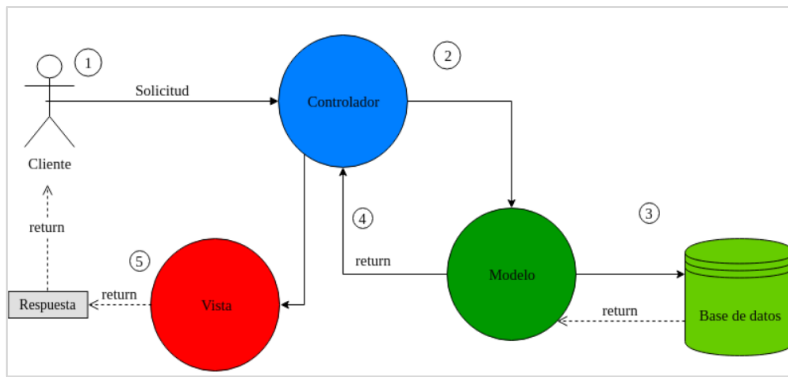 1
2
Solicitud
Controlador
Cliente
3
4
return
5
return
Modelo
return
Respuesta
Vista
return
Base de datos